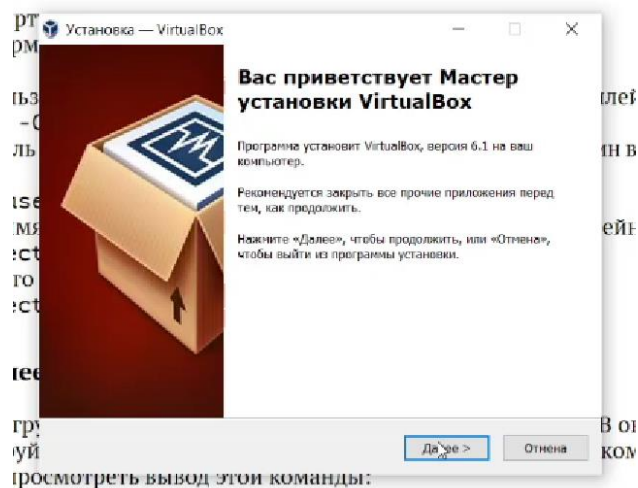 Установка — VirtualBox
Вас приветствует Мастер
установки VirtualBox
Программа установит VirtualBox, версия 6.1 на ваш
компьютер.
Рекомендуется закрыть все прочие приложения перед
тем, как продолжить.
Нажмите «Далее», чтобы продолжить, или «Отмена»,
чтобы выйти из программы установки.
Далее > Отмена
просмотреть вывод этой команды: